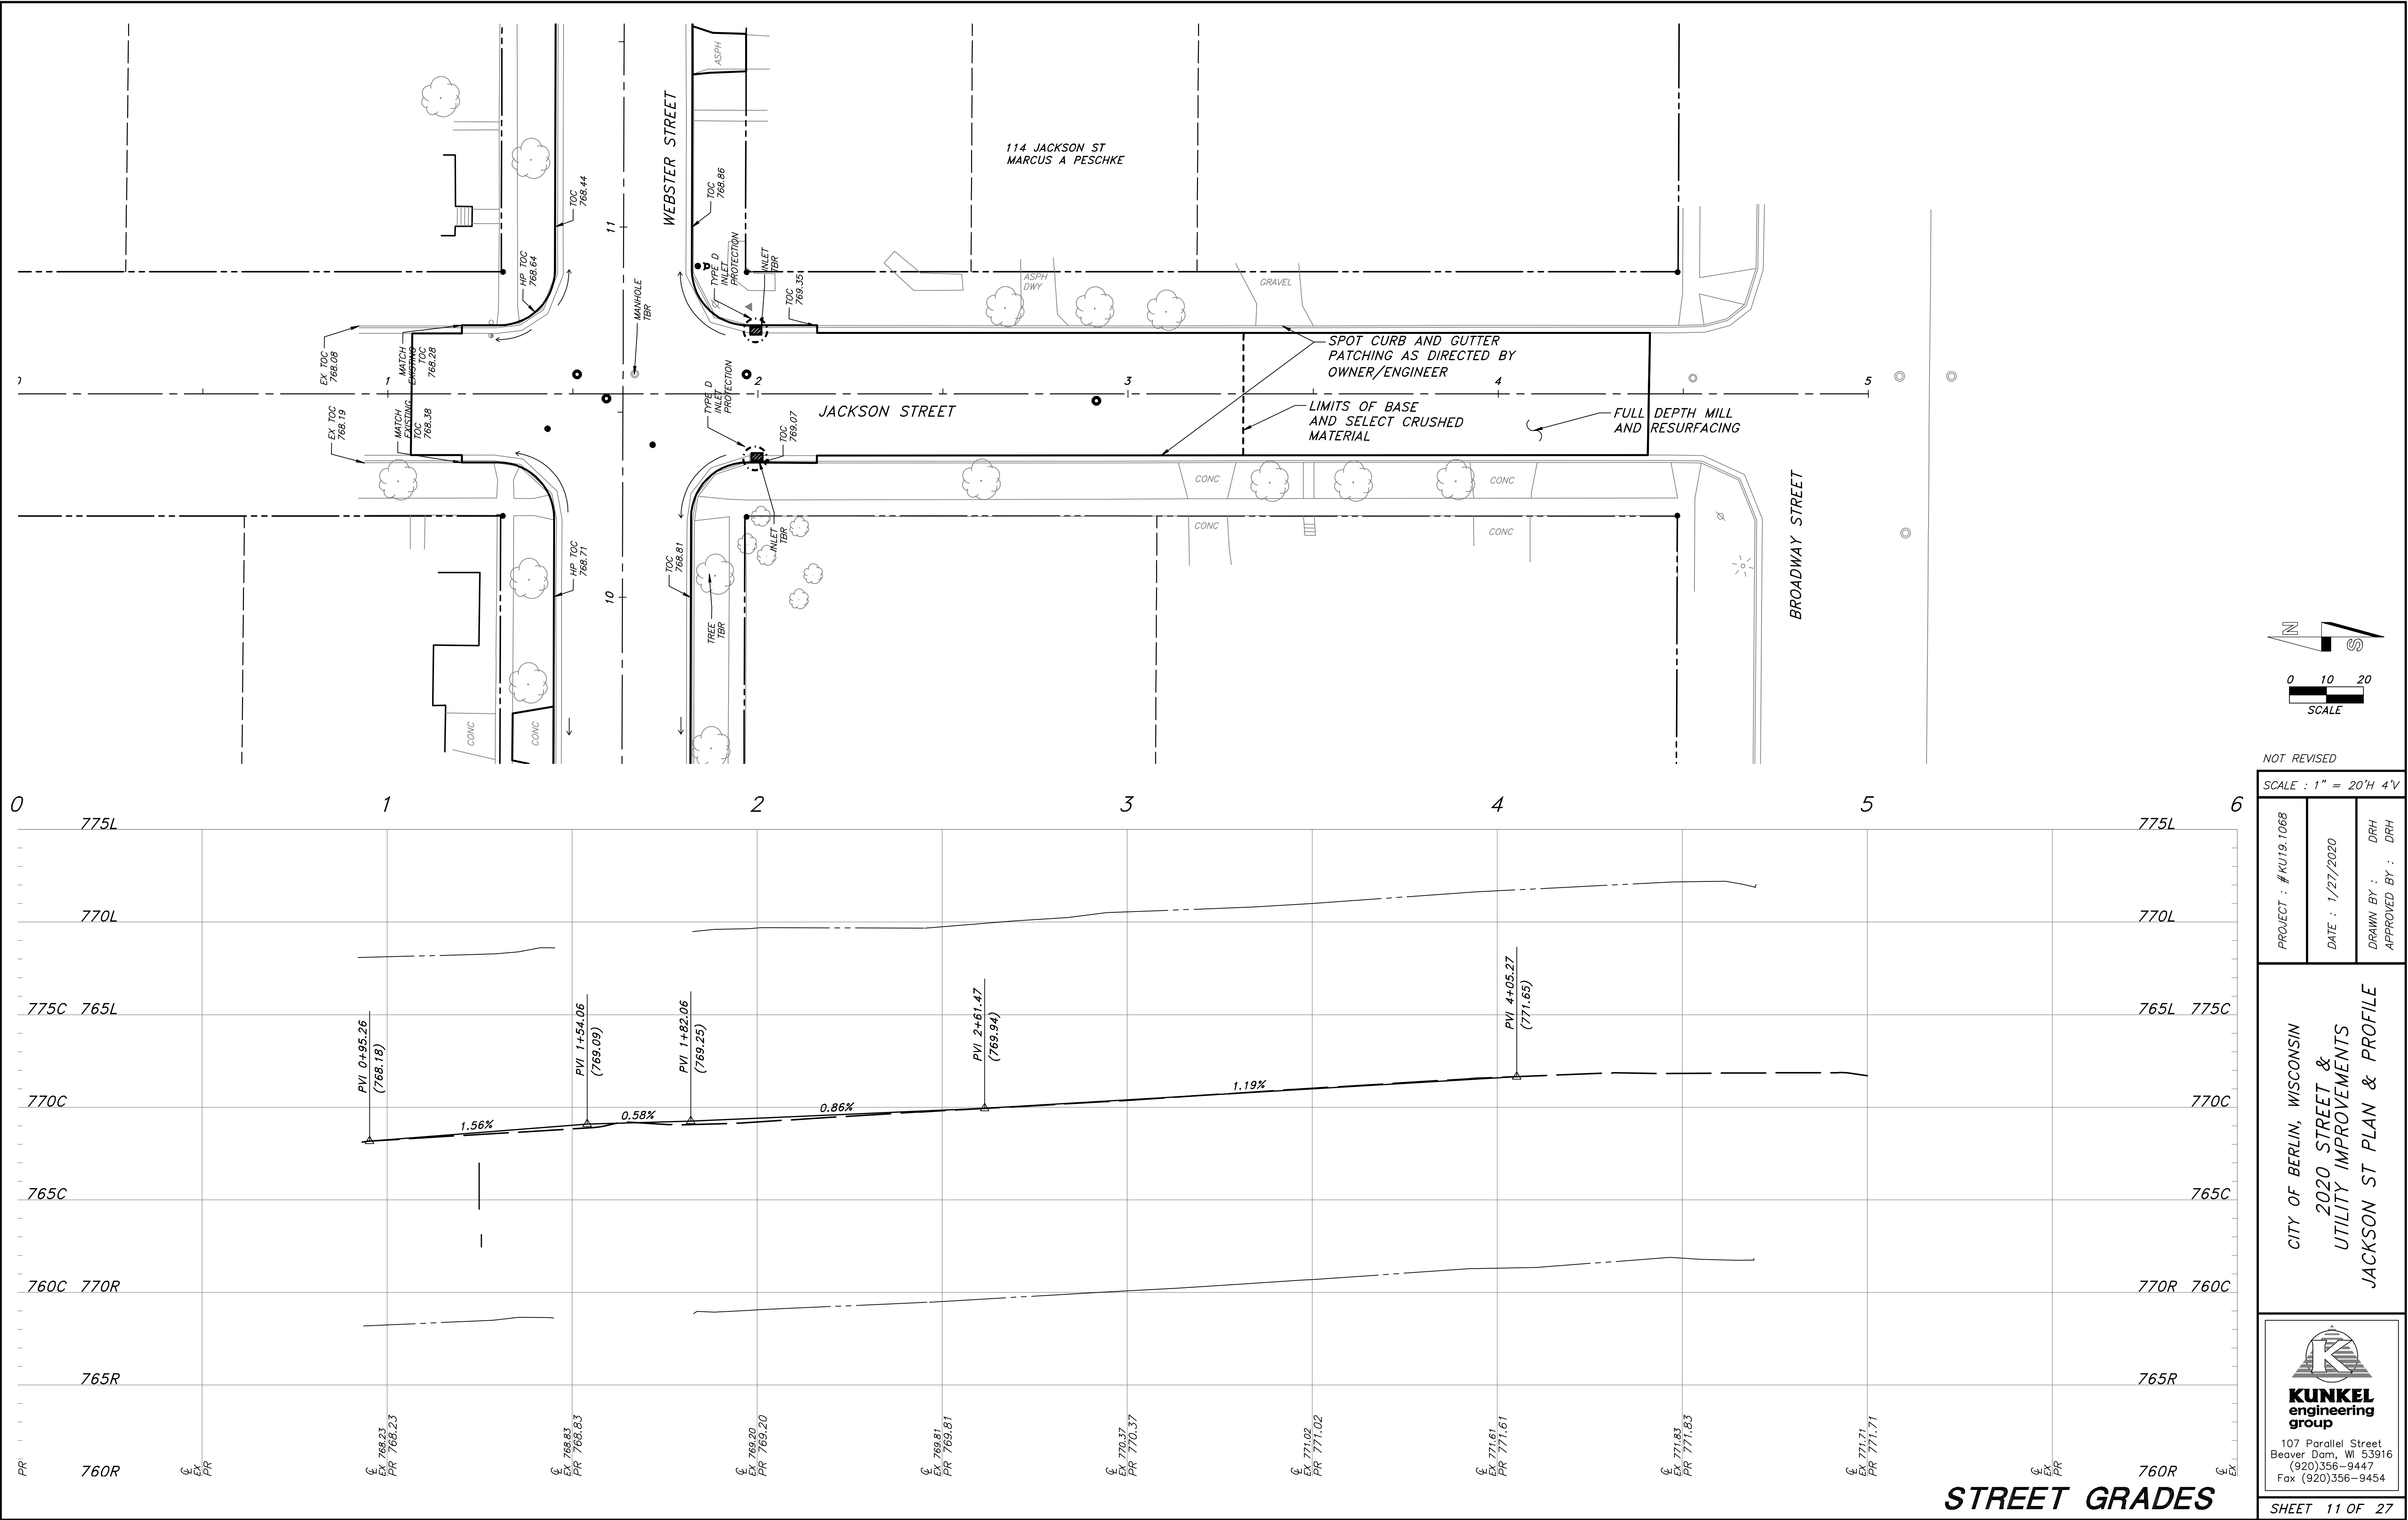 ASPH
WEBSTER STREET
114 JACKSON ST
MARCUS A PESCHKE
TOC
768.44
TOC
768.86
11
HP TOC
768.64
TYPE D
INLET
PROTECTION
INLET
TBR
MANHOLE
TBR
TOC
769.35
ASPH
DWY
GRAVEL
EX TOC
768.08
MATCH
EXISTING
TOC
768.28
SPOT CURB AND GUTTER
PATCHING AS DIRECTED BY
OWNER/ENGINEER
1
2
3
4
5
EX TOC
768.19
MATCH
EXISTING
TOC
768.38
TYPE D
INLET
PROTECTION
JACKSON STREET
TOC
769.07
LIMITS OF BASE
AND SELECT CRUSHED
MATERIAL
FULL DEPTH MILL
AND RESURFACING
CONC
CONC
CONC
CONC
BROADWAY STREET
INLET
TBR
HP TOC
768.71
TOC
768.81
10
TREE
TBR
CONC
CONC
N
S
0 10 20
SCALE
NOT REVISED
SCALE : 1" = 20'H 4'V
PROJECT : #KU19.1068
DATE : 1/27/2020
DRAWN BY : DRH
APPROVED BY : DRH
CITY OF BERLIN, WISCONSIN
2020 STREET &
UTILITY IMPROVEMENTS
JACKSON ST PLAN & PROFILE
KUNKEL
engineering
group
107 Parallel Street
Beaver Dam, WI 53916
(920)356-9447
Fax (920)356-9454
SHEET 11 OF 27
0 1 2 3 4 5 6
775L 775L
770L 770L
775C 765L 765L 775C
770C 770C
765C 765C
760C 770R 770R 760C
765R 765R
760R 760R
PVI 0+95.26
(768.18)
PVI 1+54.06
(769.09)
PVI 1+82.06
(769.25)
PVI 2+61.47
(769.94)
PVI 4+05.27
(771.65)
1.56%
0.58%
0.86%
1.19%
PR
℄
EX
PR
℄
EX 768.23
PR 768.23
℄
EX 768.83
PR 768.83
℄
EX 769.20
PR 769.20
℄
EX 769.81
PR 769.81
℄
EX 770.37
PR 770.37
℄
EX 771.02
PR 771.02
℄
EX 771.61
PR 771.61
℄
EX 771.83
PR 771.83
℄
EX 771.71
PR 771.71
℄
EX
PR
℄
EX
STREET GRADES